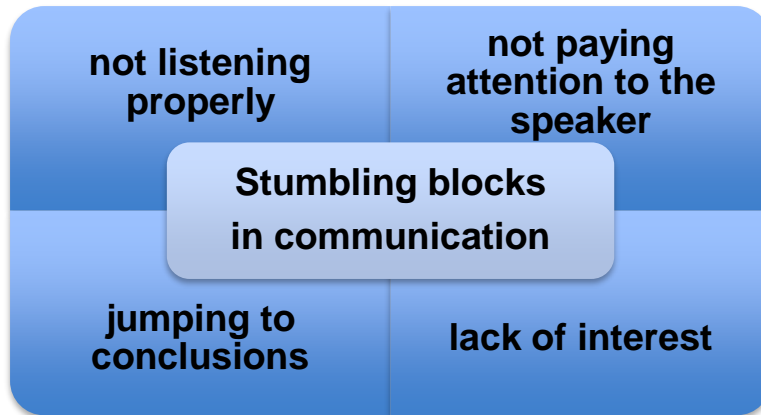 not listening
properly
not paying
attention to the
speaker
Stumbling blocks
in communication
jumping to
conclusions
lack of interest